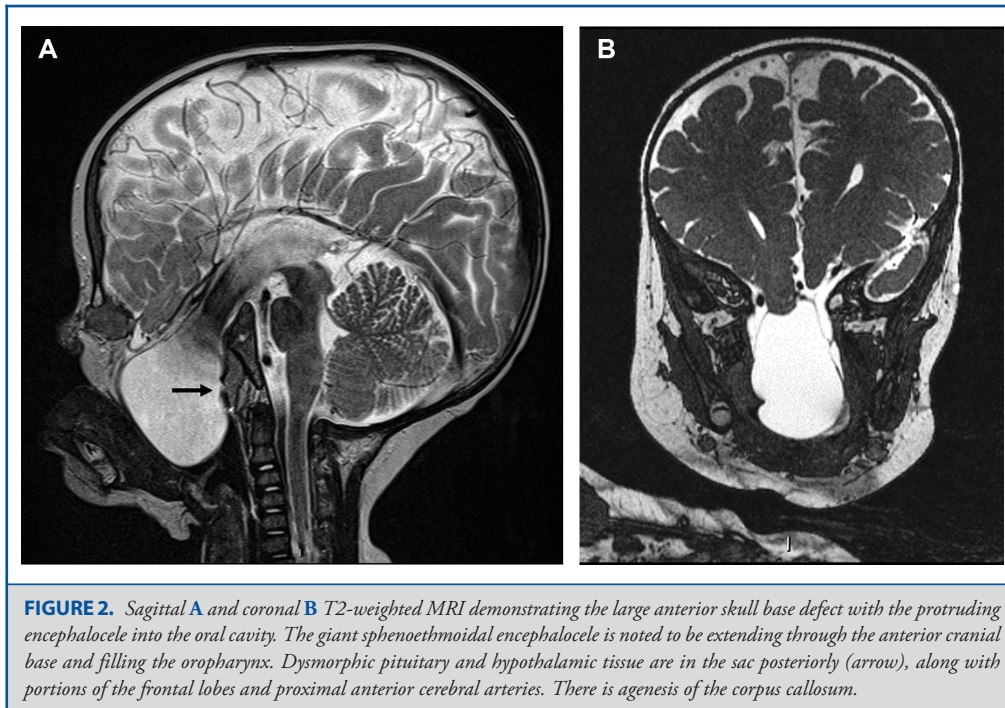 A
B
FIGURE 2. Sagittal A and coronal B T2-weighted MRI demonstrating the large anterior skull base defect with the protruding
encephalocele into the oral cavity. The giant sphenoethmoidal encephalocele is noted to be extending through the anterior cranial
base and filling the oropharynx. Dysmorphic pituitary and hypothalamic tissue are in the sac posteriorly (arrow), along with
portions of the frontal lobes and proximal anterior cerebral arteries. There is agenesis of the corpus callosum.